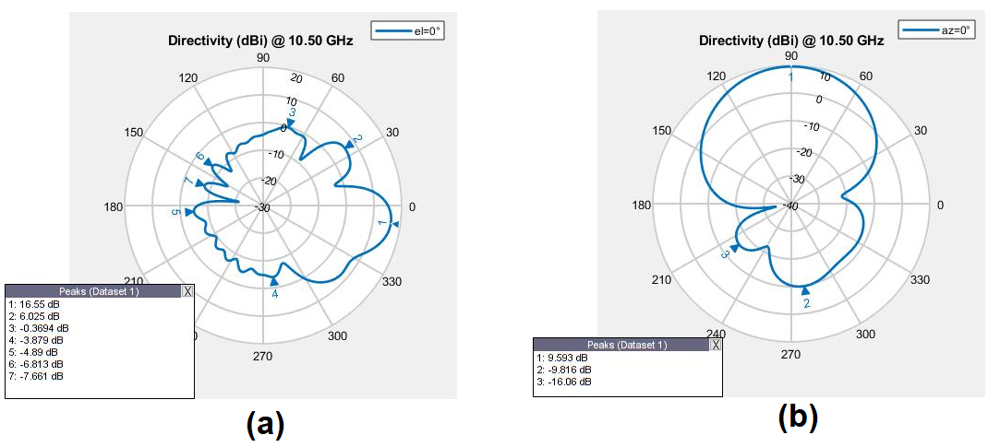 el=0°
Directivity (dBi) @ 10.50 GHz
90
120
60
20
10
3
0
150
30
2
-10
6
7
-20
180
-30
0
5
1
210
330
4
300
270
Peaks (Dataset 1) X
1: 16.55 dB
2: 6.025 dB
3: -0.3694 dB
4: -3.879 dB
5: -4.89 dB
6: -6.813 dB
7: -7.661 dB
(a)
az=0°
Directivity (dBi) @ 10.50 GHz
90
120
60
1
10
0
150
30
-10
-20
-30
180
-40
0
3
210
330
2
240
300
270
Peaks (Dataset 1) X
1: 9.593 dB
2: -9.816 dB
3: -16.06 dB
(b)